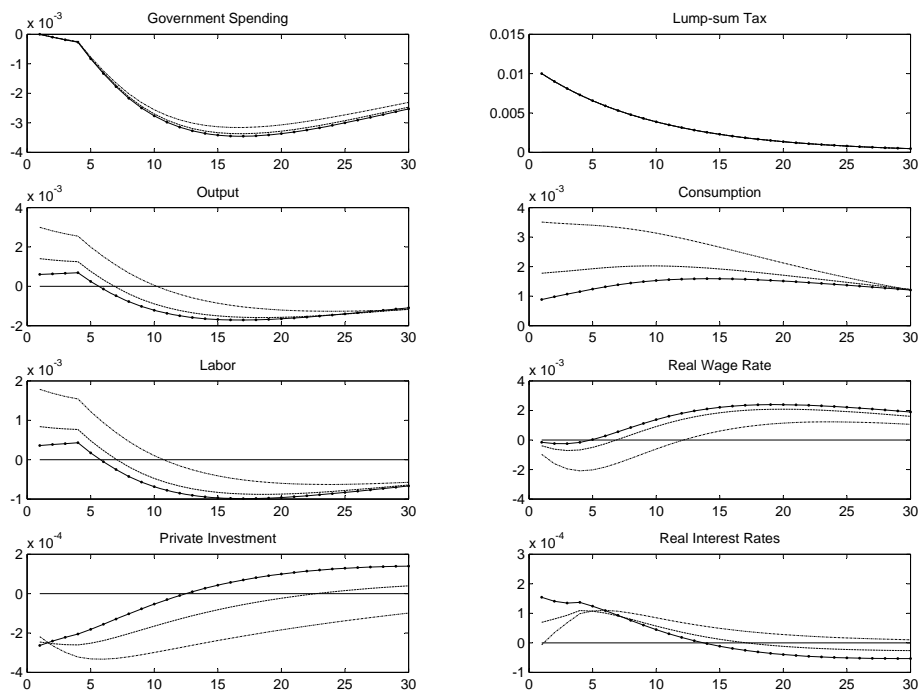 x 10⁻³
Government Spending
0
-1
-2
-3
-4
0 5 10 15 20 25 30
Lump-sum Tax
0.015
0.01
0.005
0
0 5 10 15 20 25 30
x 10⁻³
Output
4
2
0
-2
0 5 10 15 20 25 30
x 10⁻³
Consumption
4
3
2
1
0
0 5 10 15 20 25 30
x 10⁻³
Labor
2
1
0
-1
0 5 10 15 20 25 30
x 10⁻³
Real Wage Rate
4
2
0
-2
-4
0 5 10 15 20 25 30
x 10⁻⁴
Private Investment
2
0
-2
-4
0 5 10 15 20 25 30
x 10⁻⁴
Real Interest Rates
3
2
1
0
-1
0 5 10 15 20 25 30